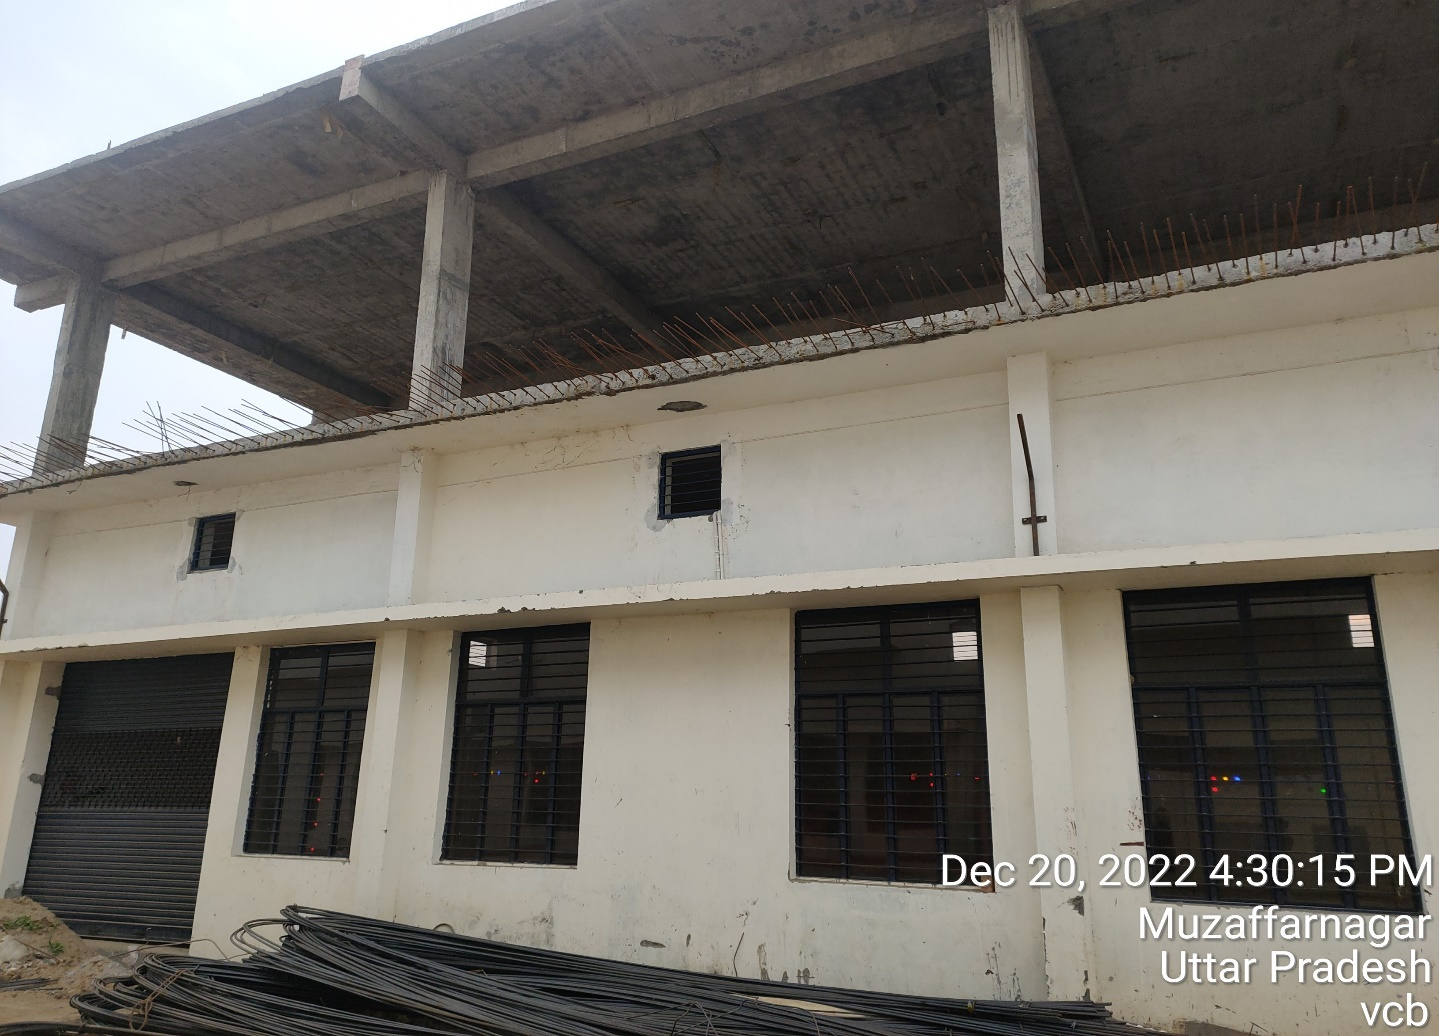 Dec 20, 2022 4:30:15 PM
Muzaffarnagar
Uttar Pradesh
vcb